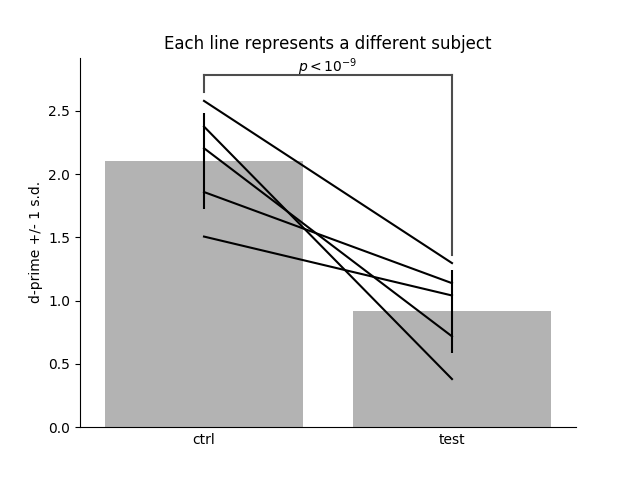 Each line represents a different subject
p < 10⁻⁹
d-prime +/- 1 s.d.
2.5
2.0
1.5
1.0
0.5
0.0
ctrl
test